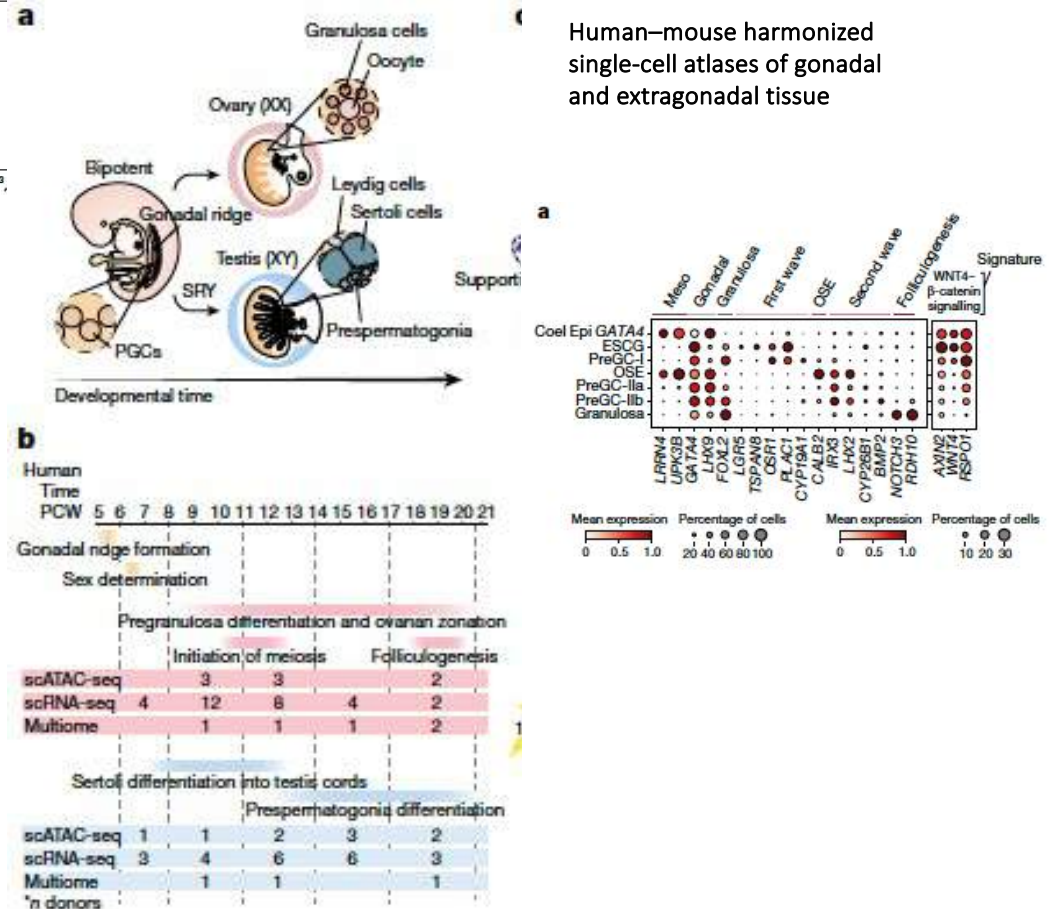 a
Granulosa cells
Oocyte
Ovary (XX)
Bipotent
Gonadal ridge
Leydig cells
Sertoli cells
Testis (XY)
SRY
PGCs
Prespermatogonia
Developmental time
b
Human
Time
PCW 5 6 7 8 9 10 11 12 13 14 15 16 17 18 19 20 21
Gonadal ridge formation
Sex determination
Pregranulosa differentiation and ovarian zonation
Initiation of meiosis Folliculogenesis
scATAC-seq 3 3 2
scRNA-seq 4 12 8 4 2
Multiome 1 1 1 2
Sertoli differentiation into testis cords
Prespermatogonia differentiation
scATAC-seq 1 1 2 3 2
scRNA-seq 3 4 6 6 3
Multiome 1 1 1
*n donors
Human–mouse harmonized
single-cell atlases of gonadal
and extragonadal tissue
Support
a
Meso
Gonadal
Granulosa
First wave
OSE
Second wave
Folliculogenesis
Signature
WNT4–
β-catenin
signalling
Coel Epi GATA4
ESCG
PreGC-I
OSE
PreGC-IIa
PreGC-IIb
Granulosa
LRRN4
UPK3B
GATA4
LHX9
FOXL2
LGR5
TSPAN8
OSR1
PLAC1
CYP19A1
CALB2
IRX3
LHX2
CYP26B1
BMP2
NOTCH3
RDH10
AXIN2
WNT4
RSPO1
Mean expression
0 0.5 1.0
Percentage of cells
20 40 60 80 100
Mean expression
0 0.5 1.0
Percentage of cells
10 20 30